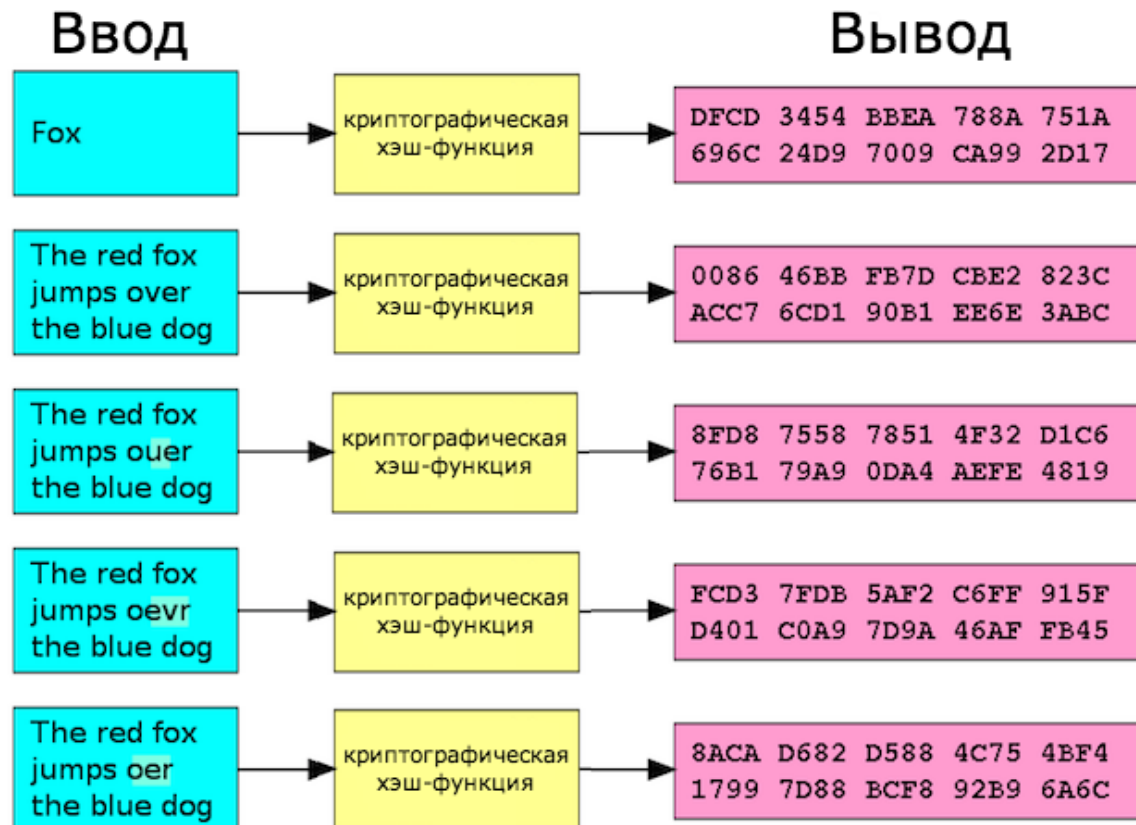 Ввод
Вывод
Fox
криптографическая
хэш-функция
DFCD 3454 BBEA 788A 751A
696C 24D9 7009 CA99 2D17
The red fox
jumps over
the blue dog
криптографическая
хэш-функция
0086 46BB FB7D CBE2 823C
ACC7 6CD1 90B1 EE6E 3ABC
The red fox
jumps ouer
the blue dog
криптографическая
хэш-функция
8FD8 7558 7851 4F32 D1C6
76B1 79A9 0DA4 AEFE 4819
The red fox
jumps oevr
the blue dog
криптографическая
хэш-функция
FCD3 7FDB 5AF2 C6FF 915F
D401 C0A9 7D9A 46AF FB45
The red fox
jumps oer
the blue dog
криптографическая
хэш-функция
8ACA D682 D588 4C75 4BF4
1799 7D88 BCF8 92B9 6A6C